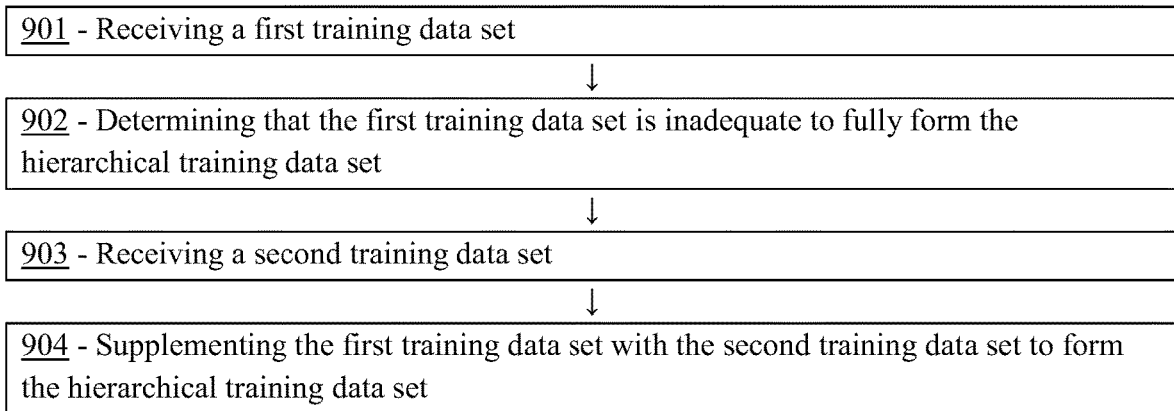 901 - Receiving a first training data set
↓
902 - Determining that the first training data set is inadequate to fully form the
hierarchical training data set
↓
903 - Receiving a second training data set
↓
904 - Supplementing the first training data set with the second training data set to form
the hierarchical training data set